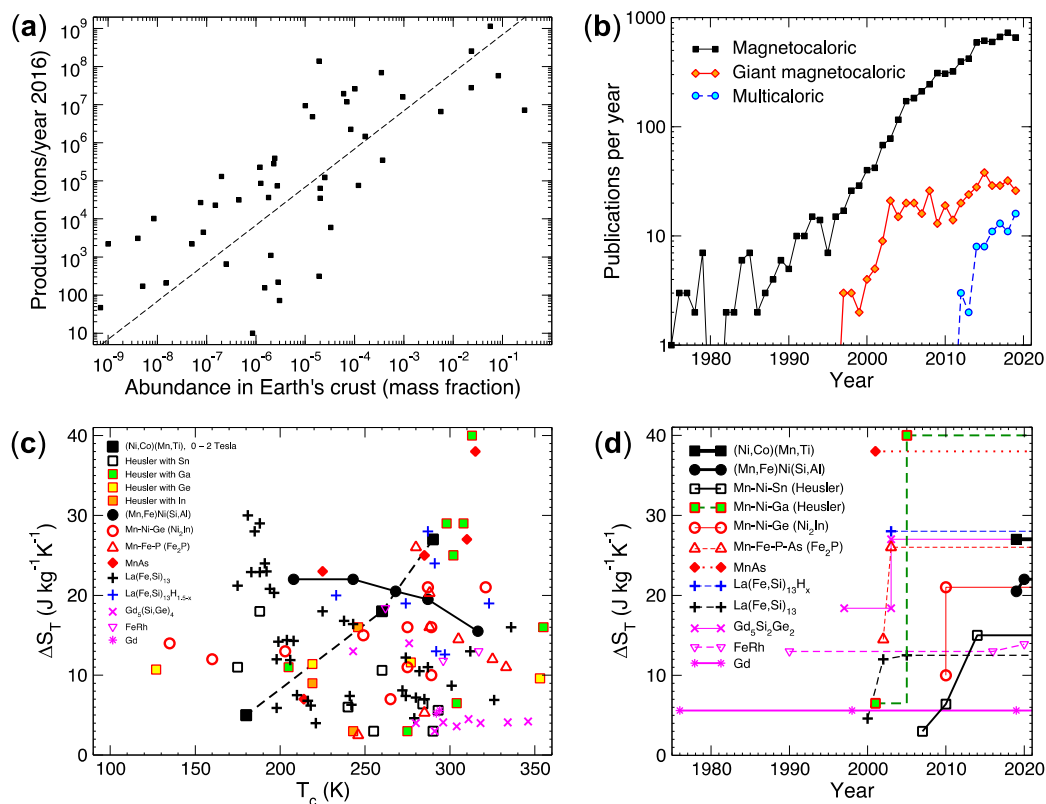 (a)
10⁹
10⁸
10⁷
10⁶
10⁵
10⁴
1000
100
10
Production (tons/year 2016)
10⁻⁹ 10⁻⁸ 10⁻⁷ 10⁻⁶ 10⁻⁵ 10⁻⁴ 10⁻³ 10⁻² 10⁻¹
Abundance in Earth's crust (mass fraction)
(b)
1000
100
10
1
Publications per year
Magnetocaloric
Giant magnetocaloric
Multicaloric
1980 1990 2000 2010 2020
Year
(c)
40
30
20
10
0
ΔS_T (J kg⁻¹K⁻¹)
(Ni,Co)(Mn,Ti), 0 – 2 Tesla
Heusler with Sn
Heusler with Ga
Heusler with Ge
Heusler with In
(Mn,Fe)Ni(Si,Al)
Mn-Ni-Ge (Ni₂In)
Mn-Fe-P (Fe₂P)
MnAs
La(Fe,Si)₁₃
La(Fe,Si)₁₃H₁.₅₋ₓ
Gd₅(Si,Ge)₄
FeRh
Gd
100 150 200 250 300 350
T_c (K)
(d)
40
30
20
10
0
ΔS_T (J kg⁻¹K⁻¹)
(Ni,Co)(Mn,Ti)
(Mn,Fe)Ni(Si,Al)
Mn-Ni-Sn (Heusler)
Mn-Ni-Ga (Heusler)
Mn-Ni-Ge (Ni₂In)
Mn-Fe-P-As (Fe₂P)
MnAs
La(Fe,Si)₁₃Hₓ
La(Fe,Si)₁₃
Gd₅Si₂Ge₂
FeRh
Gd
1980 1990 2000 2010 2020
Year